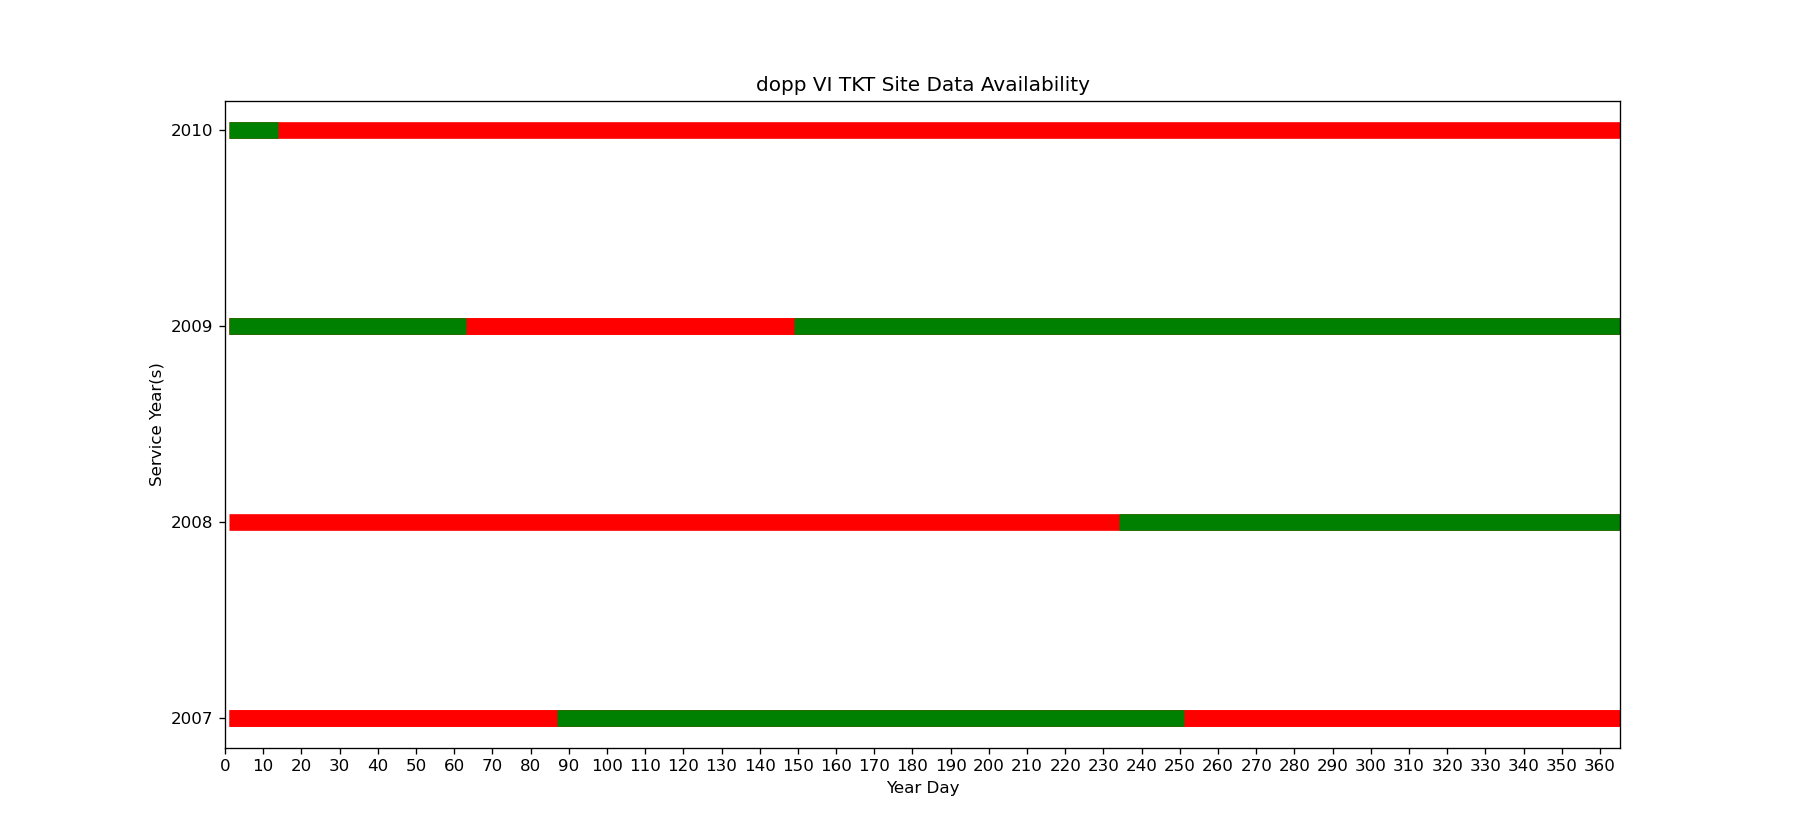 dopp VI TKT Site Data Availability
2010
2009
2008
2007
Service Year(s)
0 10 20 30 40 50 60 70 80 90 100 110 120 130 140 150 160 170 180 190 200 210 220 230 240 250 260 270 280 290 300 310 320 330 340 350 360
Year Day